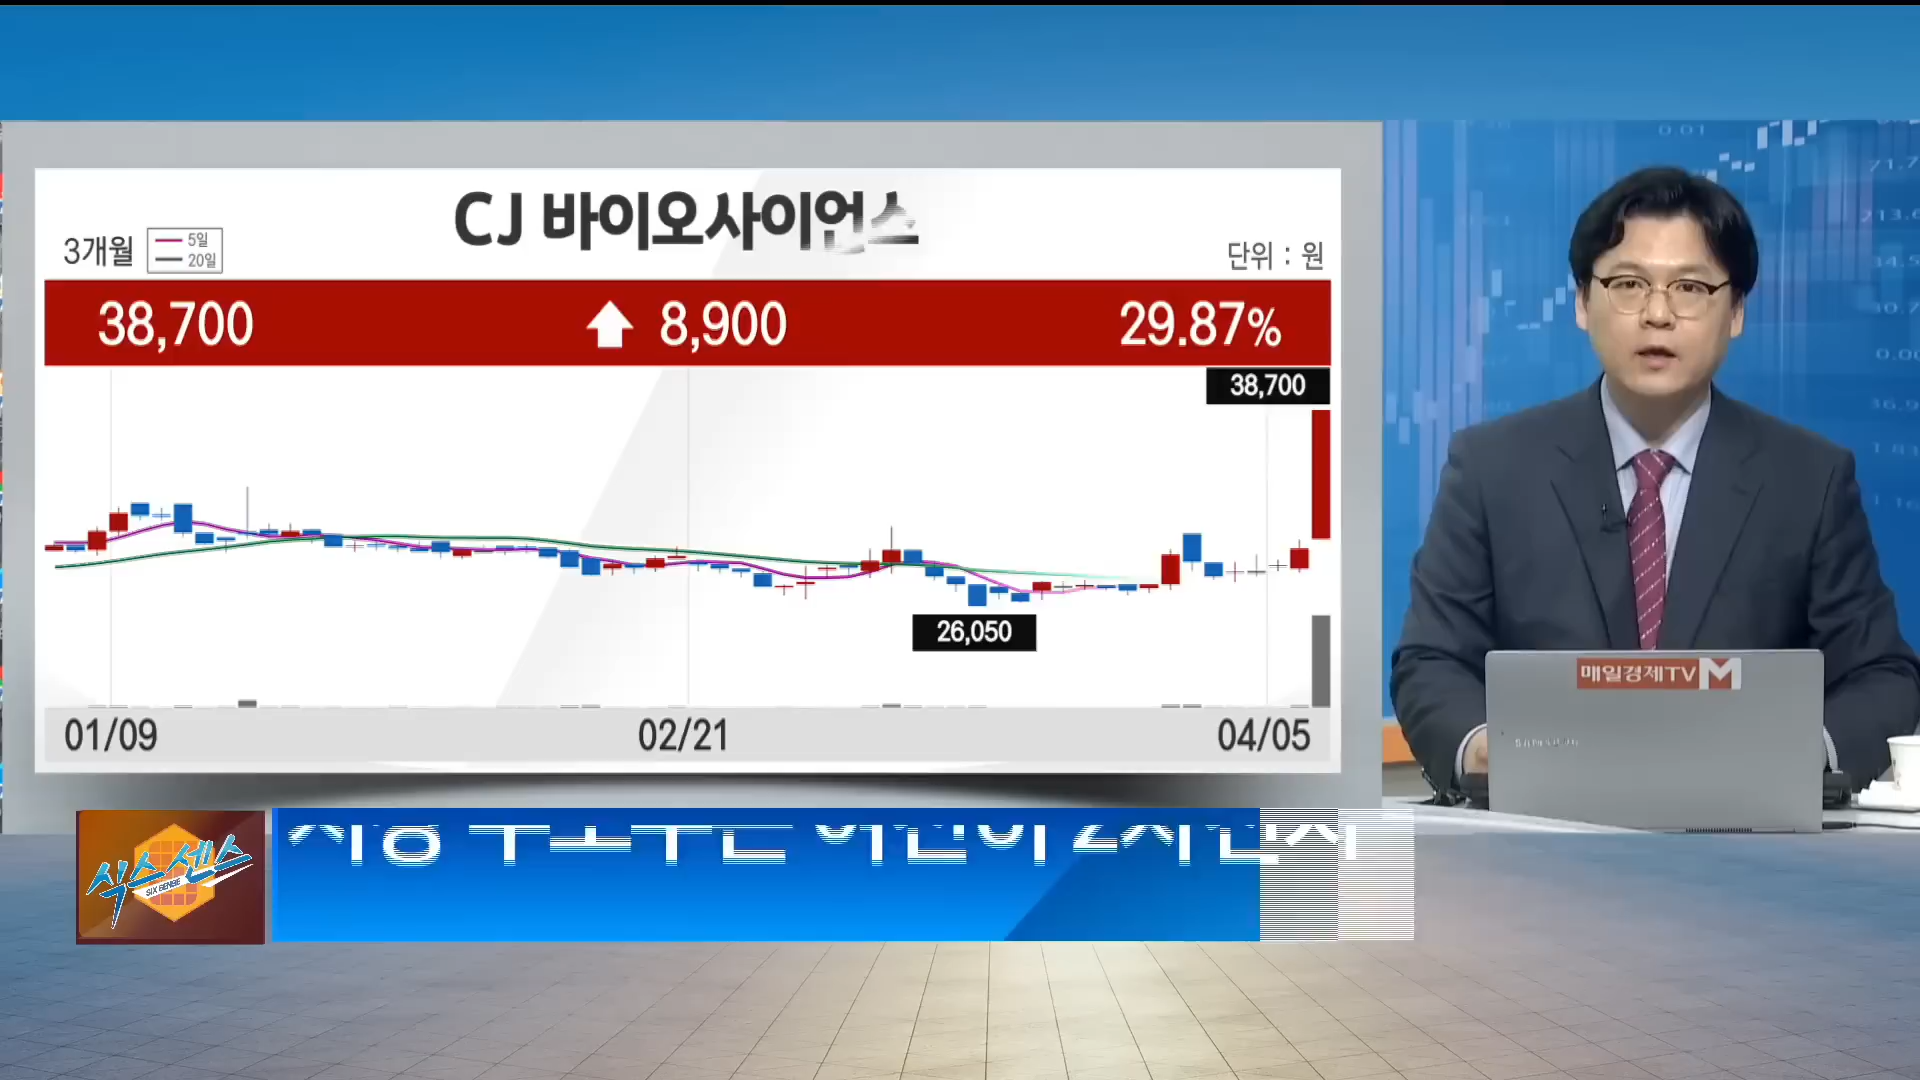 CJ 바이오사이언스
3개월
5일
20일
단위 : 원
38,700 8,900 29.87%
38,700
26,050
01/09 02/21 04/05
매일경제TV M
식스센스
SIX SENSE